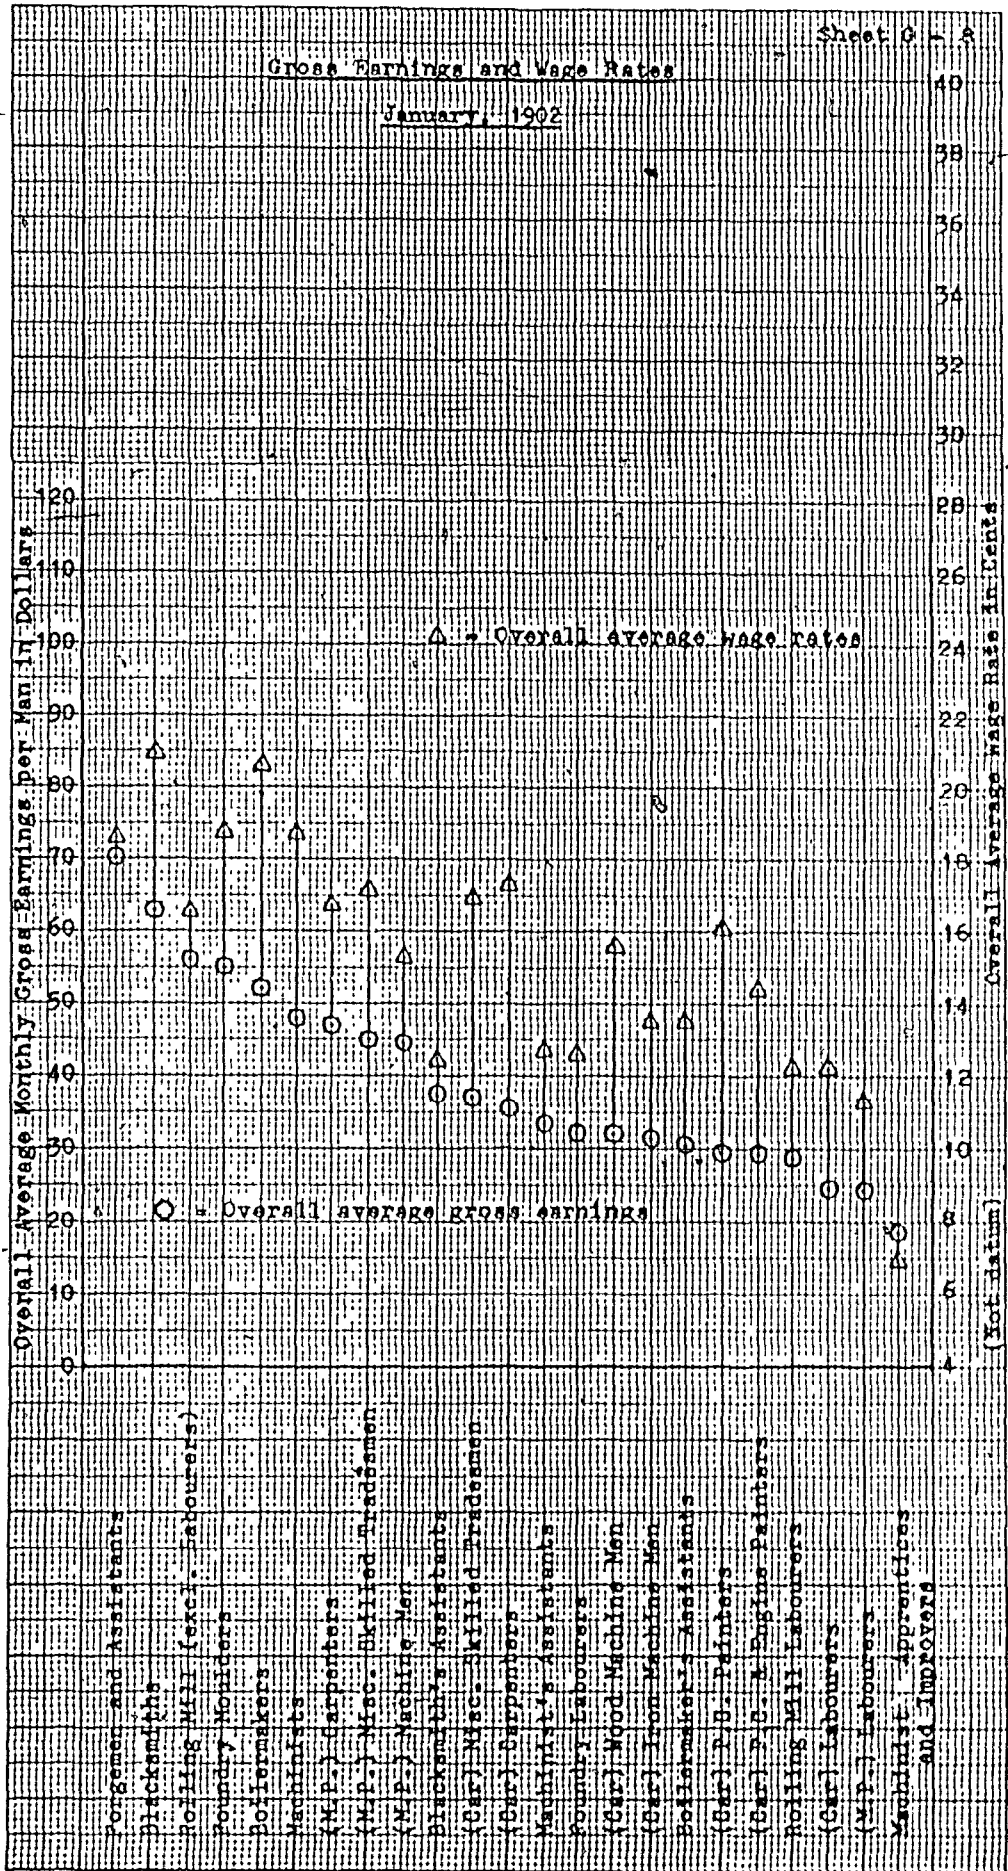 Sheet G - 8
Gross Earnings and Wage Rates
January, 1902
Overall Average Monthly Gross Earnings per Man in Dollars
120
110
100
90
80
70
60
50
40
30
20
10
0
△ = Overall average wage rates
○ = Overall average gross earnings
40
38
36
34
32
30
28
26
24
22
20
18
16
14
12
10
8
6
4
Overall Average Wage Rate in Cents
(Not datum)
Forgemen and Assistants
Blacksmiths
Rolling Mill (excl. Labourers)
Foundry Moulders
Boilermakers
Machinists
(M.P.) Carpenters
(M.P.) Misc. Skilled Tradesmen
(M.P.) Machine Men
Blacksmith's Assistants
(Car) Misc. Skilled Tradesmen
(Car) Carpenters
Machinist's Assistants
Foundry Labourers
(Car) Wood Machine Men
(Car) Iron Machine Men
Boilermaker's Assistants
(Car) P.C. Painters
(Car) F.C. & Engine Painters
Rolling Mill Labourers
(Car) Labourers
(M.P.) Labourers
Machinist: Apprentices
and Improvers